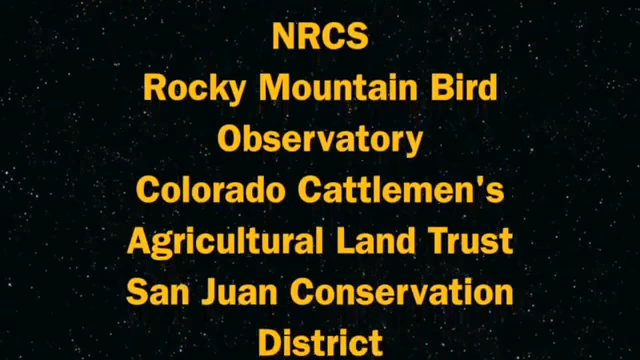 NRCS
Rocky Mountain Bird
Observatory
Colorado Cattlemen's
Agricultural Land Trust
San Juan Conservation
District